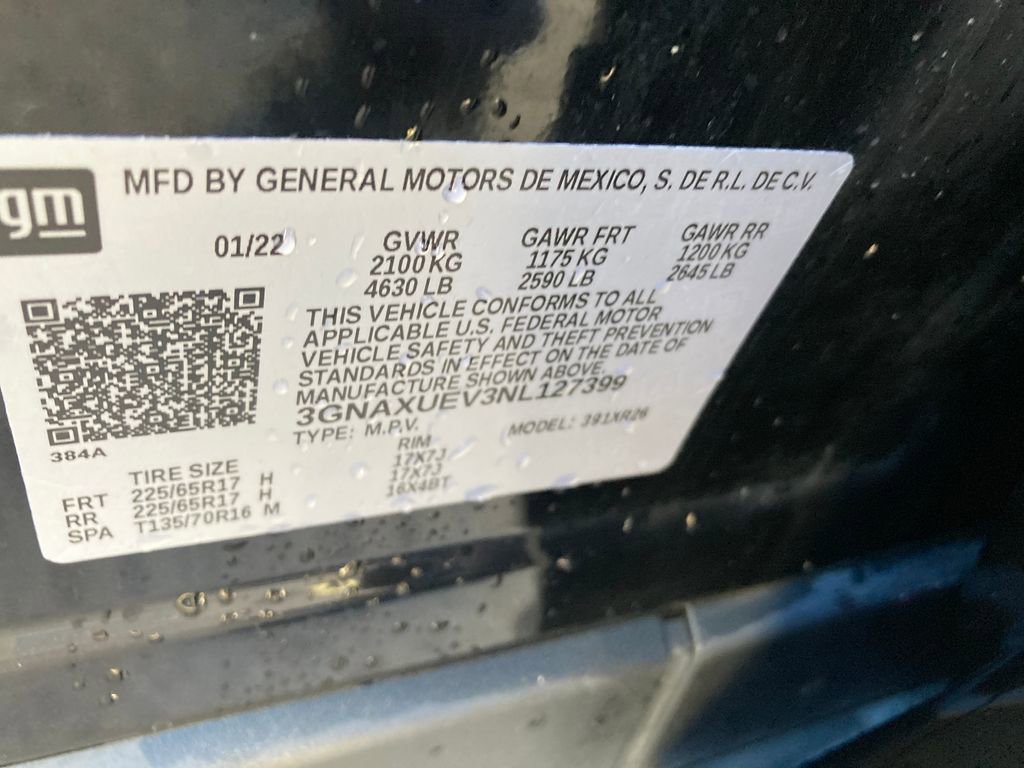 gm
MFD BY GENERAL MOTORS DE MEXICO, S. DE R.L. DE C.V.
01/22 GVWR GAWR FRT GAWR RR
2100 KG 1175 KG 1200 KG
4630 LB 2590 LB 2645 LB
THIS VEHICLE CONFORMS TO ALL
APPLICABLE U.S. FEDERAL MOTOR
VEHICLE SAFETY AND THEFT PREVENTION
STANDARDS IN EFFECT ON THE DATE OF
MANUFACTURE SHOWN ABOVE.
3GNAXUEV3NL127399
TYPE: M.P.V. MODEL: 391XR26
384A
TIRE SIZE RIM
FRT 225/65R17 H 17X7J
RR 225/65R17 H 17X7J
SPA T135/70R16 M 16X4BT